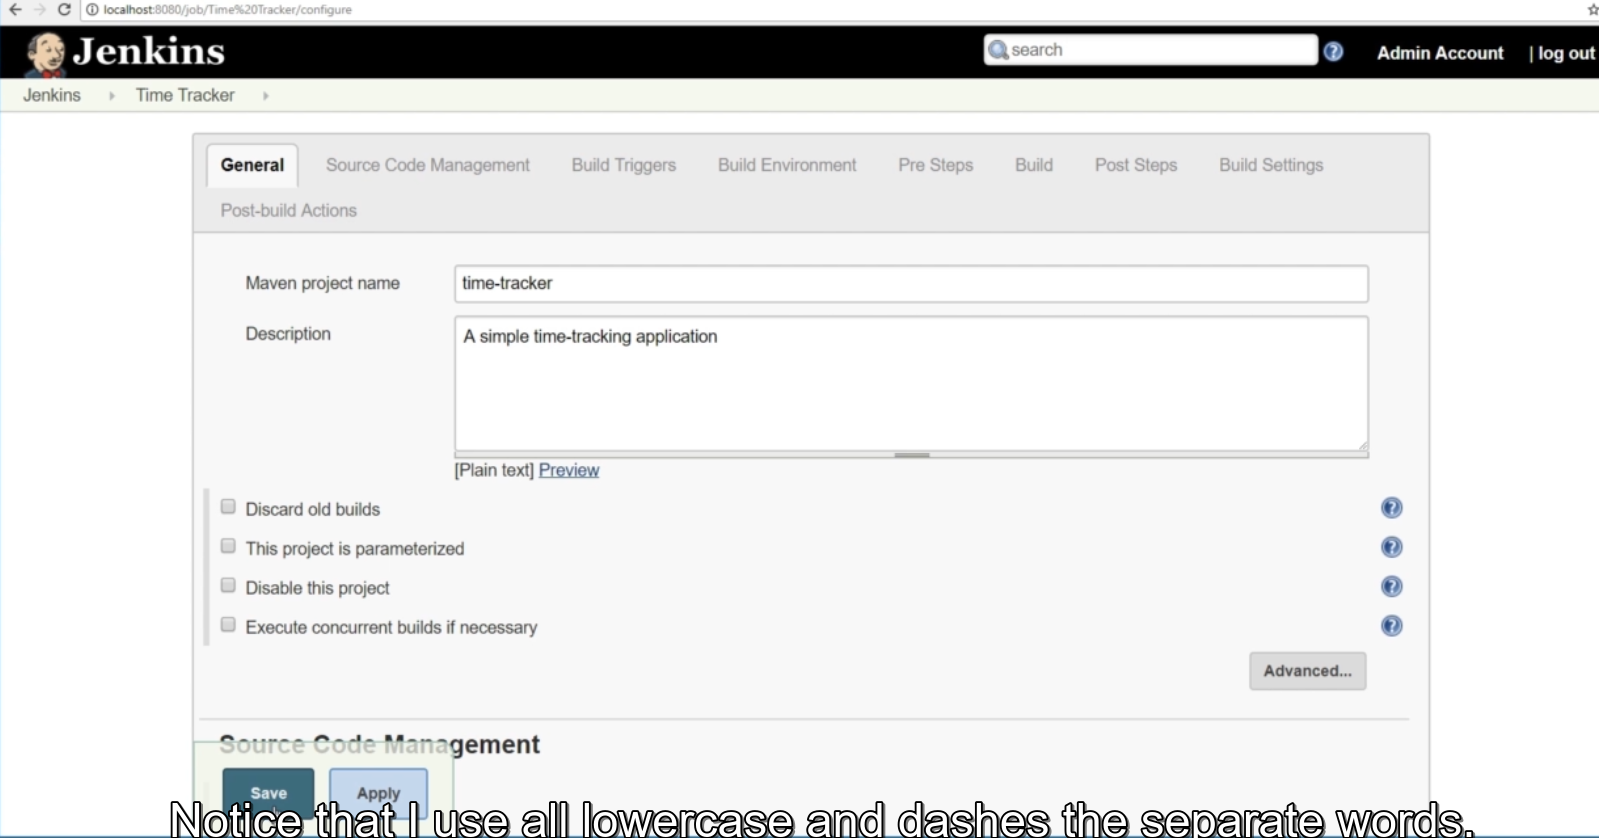 localhost:8080/job/Time%20Tracker/configure
Jenkins
search
Admin Account
| log out
Jenkins
Time Tracker
General
Source Code Management
Build Triggers
Build Environment
Pre Steps
Build
Post Steps
Build Settings
Post-build Actions
Maven project name
time-tracker
Description
A simple time-tracking application
[Plain text] Preview
Discard old builds
This project is parameterized
Disable this project
Execute concurrent builds if necessary
Advanced...
Source Code Management
Save
Apply
Notice that I use all lowercase and dashes the separate words.